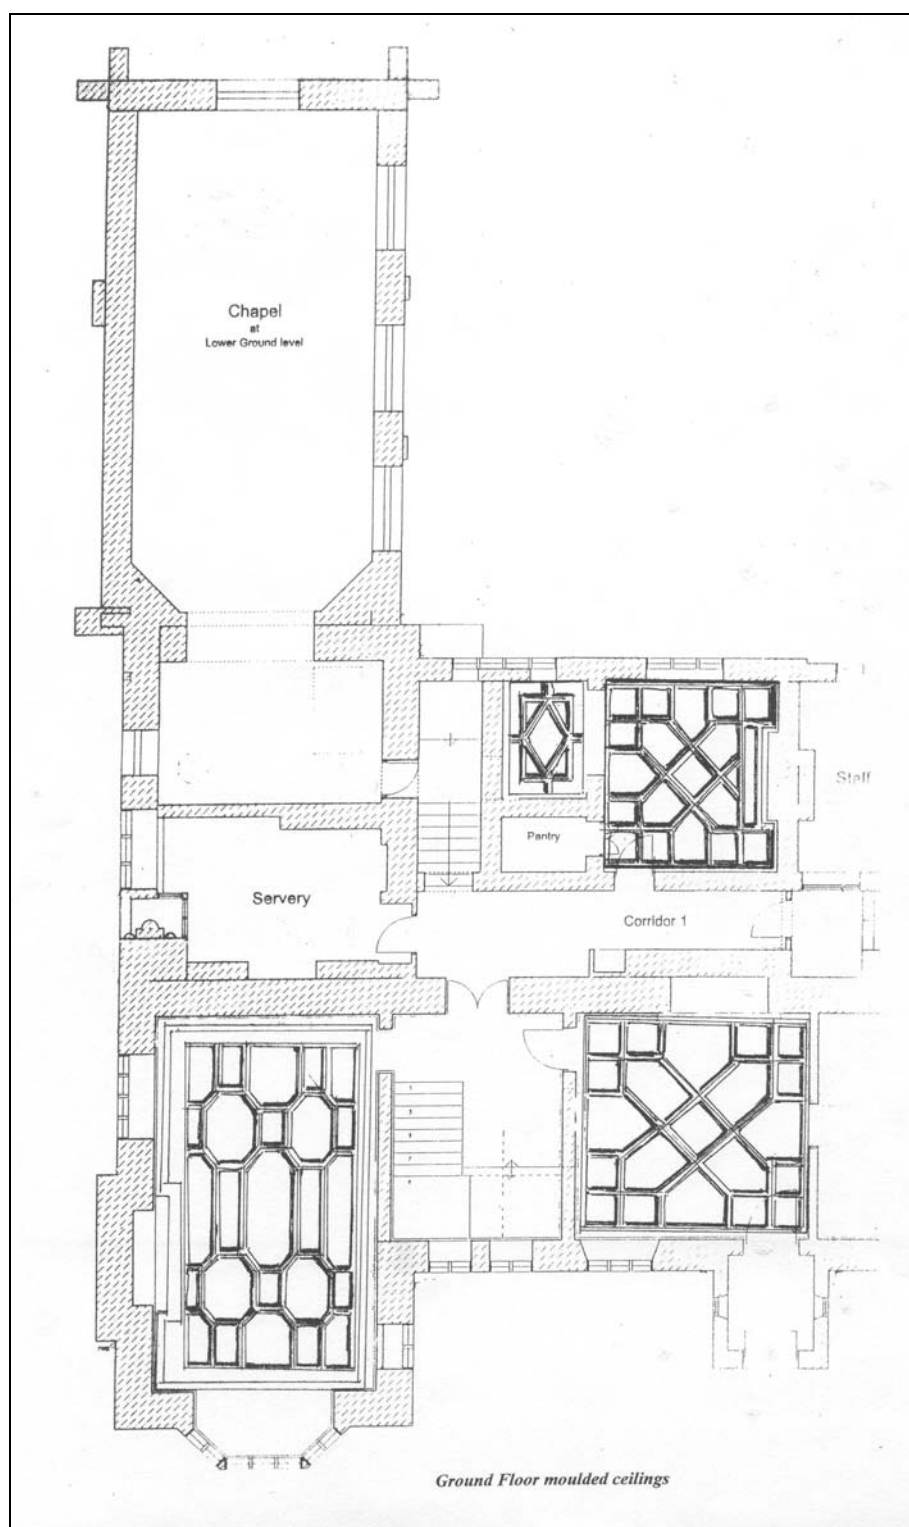 Chapel
at
Lower Ground level
Staff
Pantry
Servery
Corridor 1
Ground Floor moulded ceilings